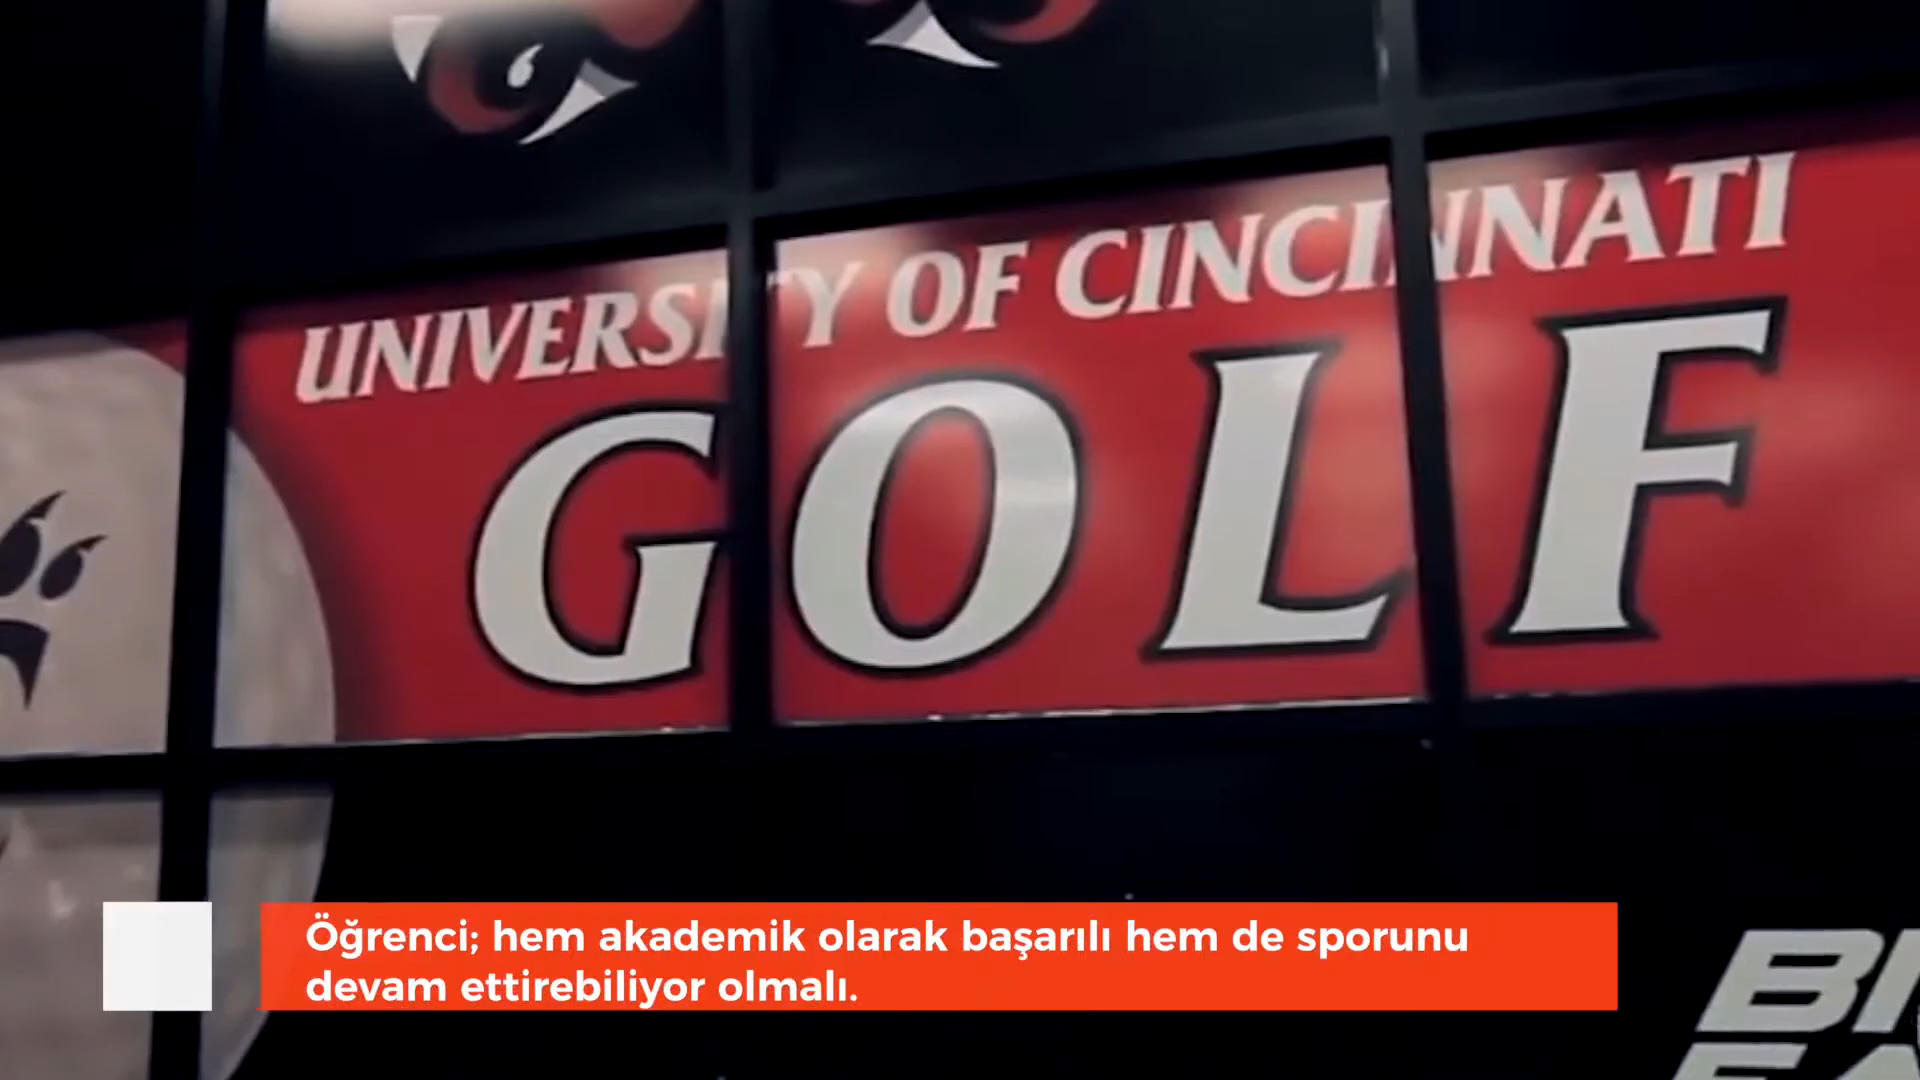 UNIVERSITY OF CINCINNATI
GOLF
Öğrenci; hem akademik olarak başarılı hem de sporunu
devam ettirebiliyor olmalı.